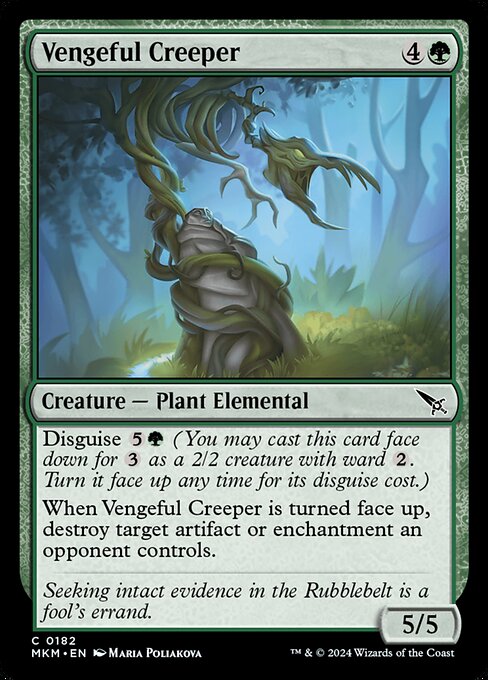 Vengeful Creeper 4
Creature — Plant Elemental
Disguise 5 (You may cast this card face
down for 3 as a 2/2 creature with ward 2.
Turn it face up any time for its disguise cost.)
When Vengeful Creeper is turned face up,
destroy target artifact or enchantment an
opponent controls.
Seeking intact evidence in the Rubblebelt is a
fool's errand.
5/5
C 0182
MKM • EN Maria Poliakova
™ & © 2024 Wizards of the Coast